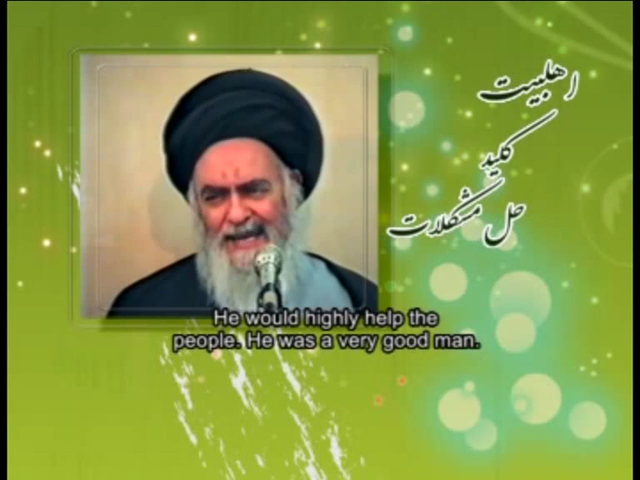 اهلبیت
کلید
حل مشکلات
He would highly help the
people. He was a very good man.